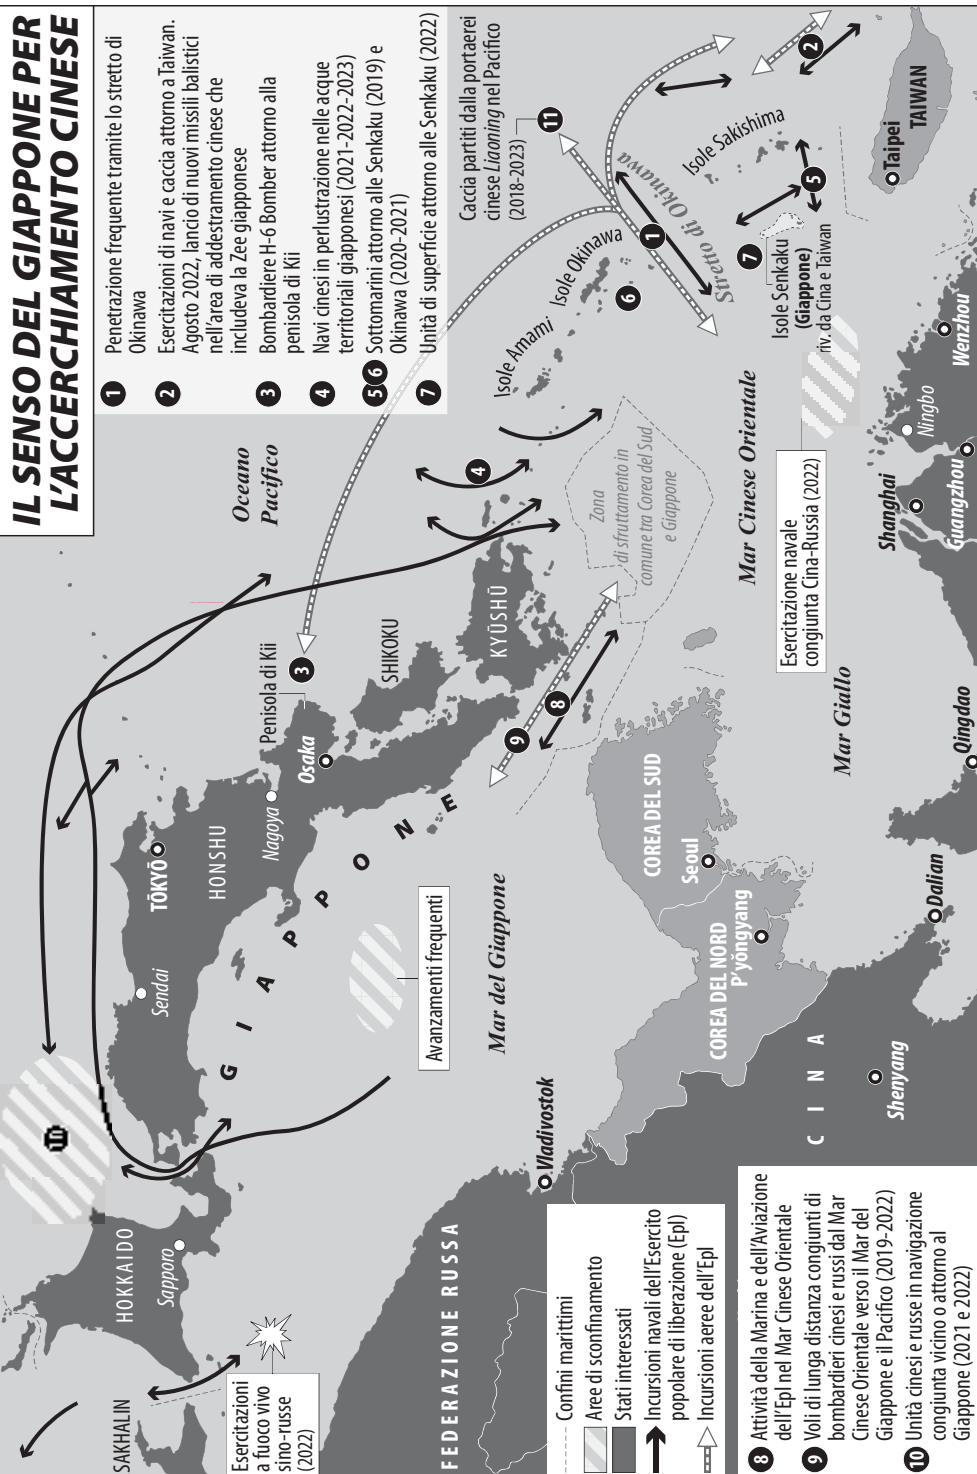 IL SENSO DEL GIAPPONE PER
L'ACCERCHIAMENTO CINESE
1 Penetrazione frequente tramite lo stretto di
Okinawa
2 Esercitazioni di navi e caccia attorno a Taiwan.
Agosto 2022, lancio di nuovi missili balistici
nell'area di addestramento cinese che
includeva la Zee giapponese
3 Bombardiere H-6 Bomber attorno alla
penisola di Kii
4 Navi cinesi in perlustrazione nelle acque
territoriali giapponesi (2021-2022-2023)
5 6 Sottomarini attorno alle Senkaku (2019) e
Okinawa (2020-2021)
7 Unità di superficie attorno alle Senkaku (2022)
Caccia partiti dalla portaerei
cinese Liaoning nel Pacifico
(2018-2023)
11
Oceano
Pacifico
SAKHALIN
HOKKAIDO
Sapporo
10
Esercitazioni
a fuoco vivo
sino-russe
(2022)
Sendai
TŌKYŌ
HONSHU
Nagoya
Osaka
Penisola di Kii
3
SHIKOKU
KYŪSHŪ
4
GIAPPONE
Avanzamenti frequenti
Mar del Giappone
9
8
Zona
di sfruttamento in
comune tra Corea del Sud
e Giappone
Isole Amami
Isole Okinawa
6
1
Stretto di Okinawa
Isole Sakishima
2
7
5
Isole Senkaku
(Giappone)
riv. da Cina e Taiwan
Taipei
TAIWAN
Mar Cinese Orientale
Esercitazione navale
congiunta Cina-Russia (2022)
Mar Giallo
FEDERAZIONE RUSSA
Vladivostok
COREA DEL NORD
P'yŏngyang
COREA DEL SUD
Seoul
CINA
Shenyang
Dalian
Qingdao
Shanghai
Guangzhou
Ningbo
Wenzhou
Confini marittimi
Aree di sconfinamento
Stati interessati
Incursioni navali dell'Esercito
popolare di liberazione (Epl)
Incursioni aeree dell'Epl
8 Attività della Marina e dell'Aviazione
dell'Epl nel Mar Cinese Orientale
9 Voli di lunga distanza congiunti di
bombardieri cinesi e russi dal Mar
Cinese Orientale verso il Mar del
Giappone e il Pacifico (2019-2022)
10 Unità cinesi e russe in navigazione
congiunta vicino o attorno al
Giappone (2021 e 2022)